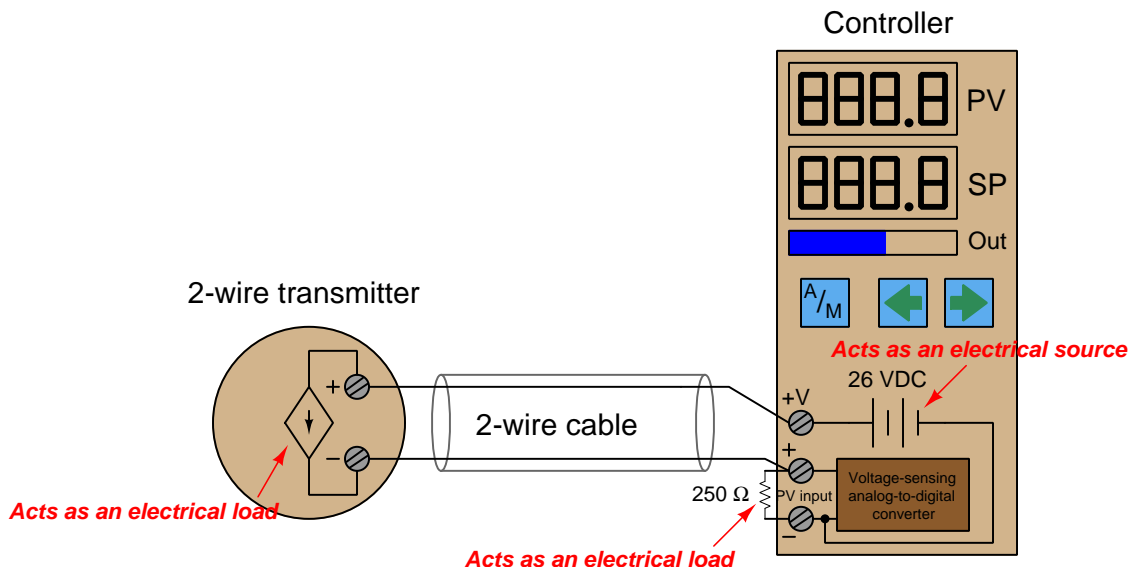 Controller
888.8 PV
888.8 SP
Out
A/M
2-wire transmitter
Acts as an electrical source
26 VDC
+V
+
2-wire cable
+
−
Voltage-sensing
analog-to-digital
converter
250 Ω
PV input
−
Acts as an electrical load
Acts as an electrical load